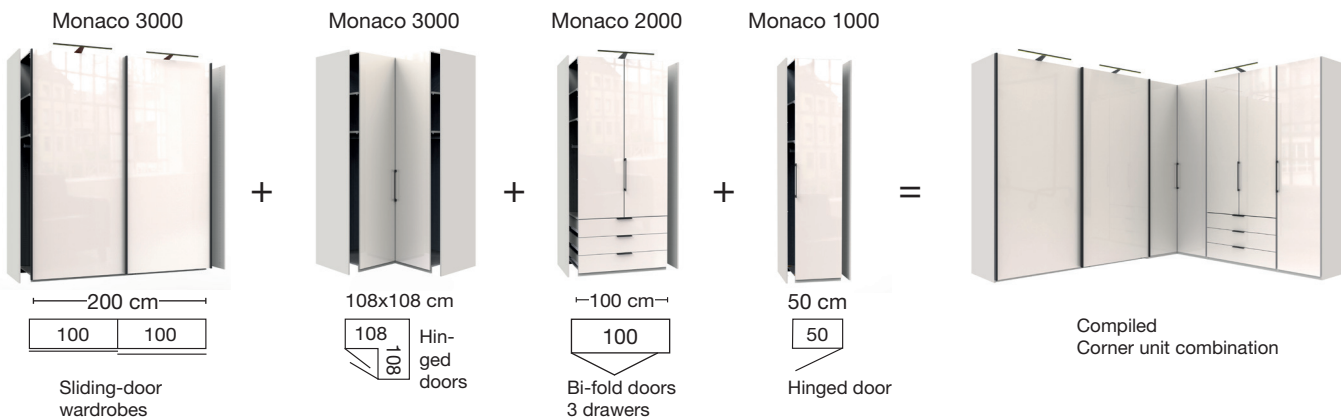 Monaco 3000
Monaco 3000
Monaco 2000
Monaco 1000
+
+
+
=
200 cm
108x108 cm
100 cm
50 cm
100
100
108
108
Hin-
ged
doors
100
50
Sliding-door
wardrobes
Bi-fold doors
3 drawers
Hinged door
Compiled
Corner unit combination